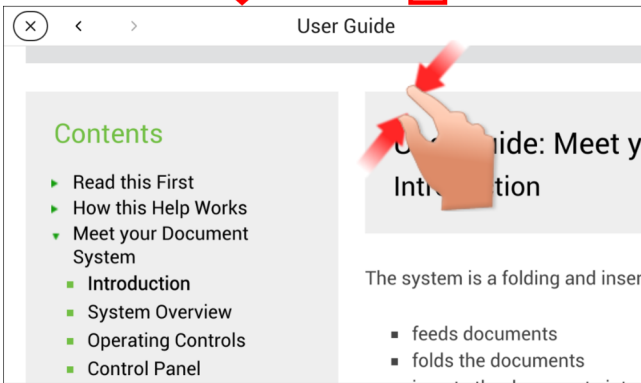 User Guide
Contents
Read this First
How this Help Works
Meet your Document
System
Introduction
System Overview
Operating Controls
Control Panel
ide: Meet y
Int tion
The system is a folding and inser
feeds documents
folds the documents